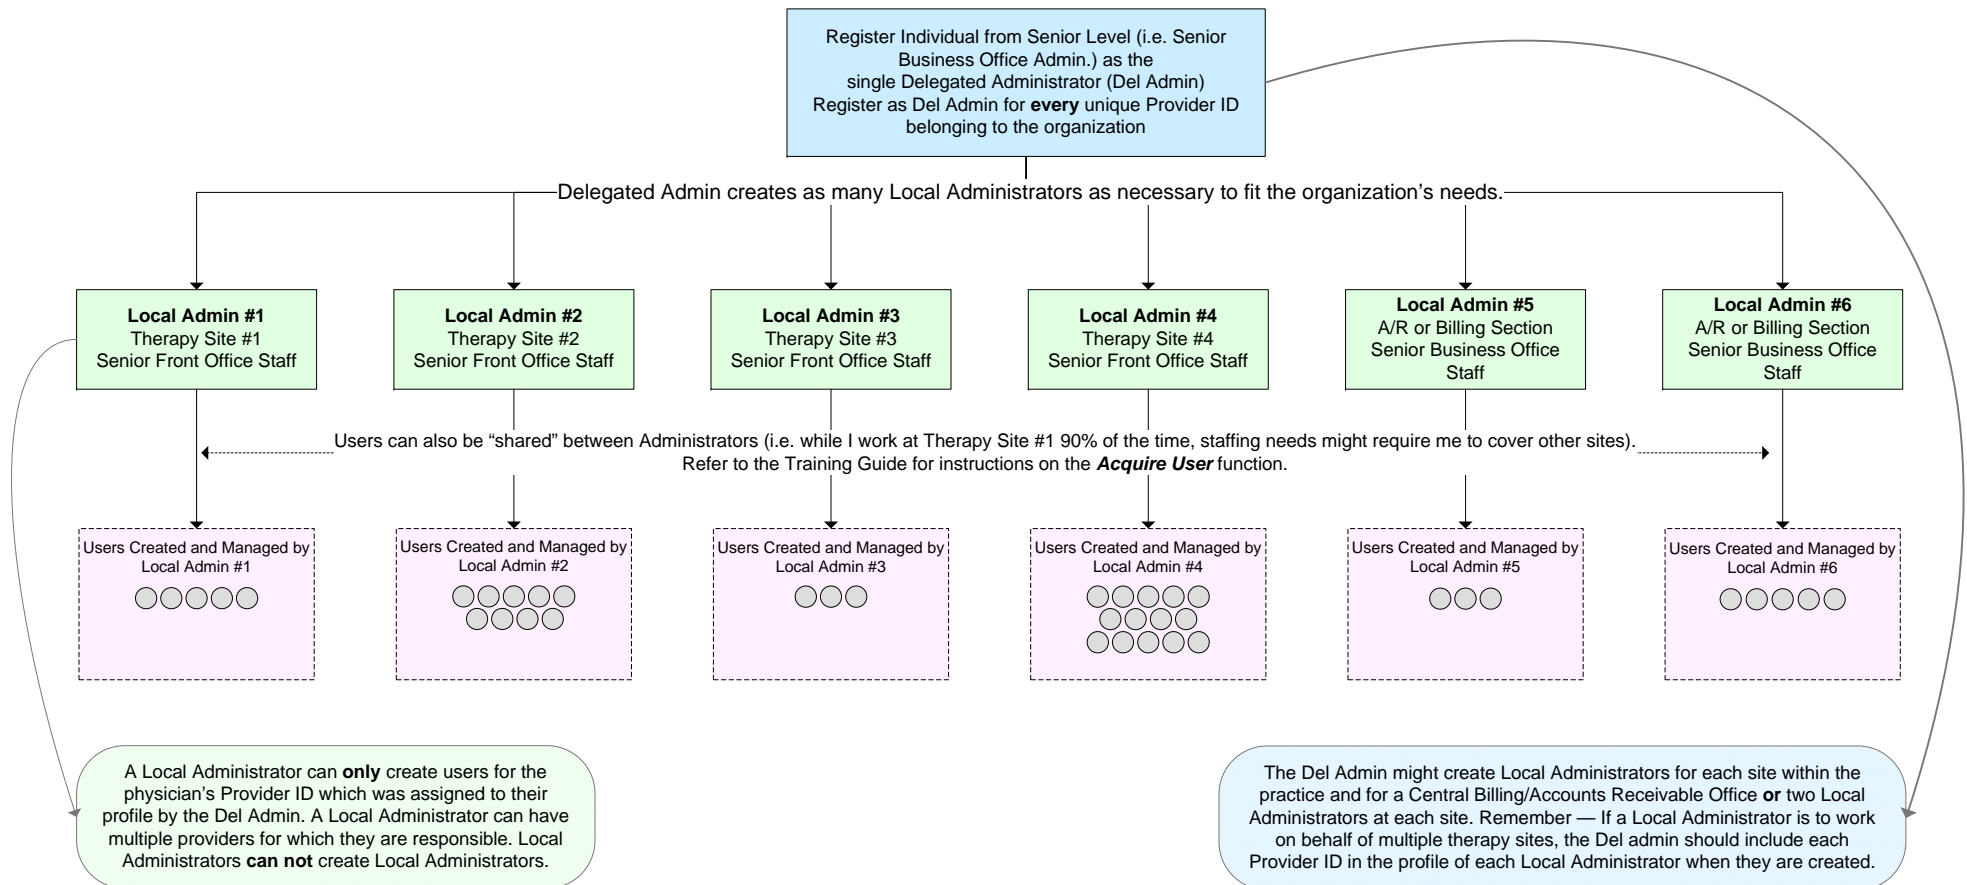 Register Individual from Senior Level (i.e. Senior
Business Office Admin.) as the
single Delegated Administrator (Del Admin)
Register as Del Admin for every unique Provider ID
belonging to the organization
Delegated Admin creates as many Local Administrators as necessary to fit the organization’s needs.
Local Admin #1
Therapy Site #1
Senior Front Office Staff
Local Admin #2
Therapy Site #2
Senior Front Office Staff
Local Admin #3
Therapy Site #3
Senior Front Office Staff
Local Admin #4
Therapy Site #4
Senior Front Office Staff
Local Admin #5
A/R or Billing Section
Senior Business Office
Staff
Local Admin #6
A/R or Billing Section
Senior Business Office
Staff
Users can also be “shared” between Administrators (i.e. while I work at Therapy Site #1 90% of the time, staffing needs might require me to cover other sites).
Refer to the Training Guide for instructions on the Acquire User function.
Users Created and Managed by
Local Admin #1
Users Created and Managed by
Local Admin #2
Users Created and Managed by
Local Admin #3
Users Created and Managed by
Local Admin #4
Users Created and Managed by
Local Admin #5
Users Created and Managed by
Local Admin #6
A Local Administrator can only create users for the
physician’s Provider ID which was assigned to their
profile by the Del Admin. A Local Administrator can have
multiple providers for which they are responsible. Local
Administrators can not create Local Administrators.
The Del Admin might create Local Administrators for each site within the
practice and for a Central Billing/Accounts Receivable Office or two Local
Administrators at each site. Remember — If a Local Administrator is to work
on behalf of multiple therapy sites, the Del admin should include each
Provider ID in the profile of each Local Administrator when they are created.